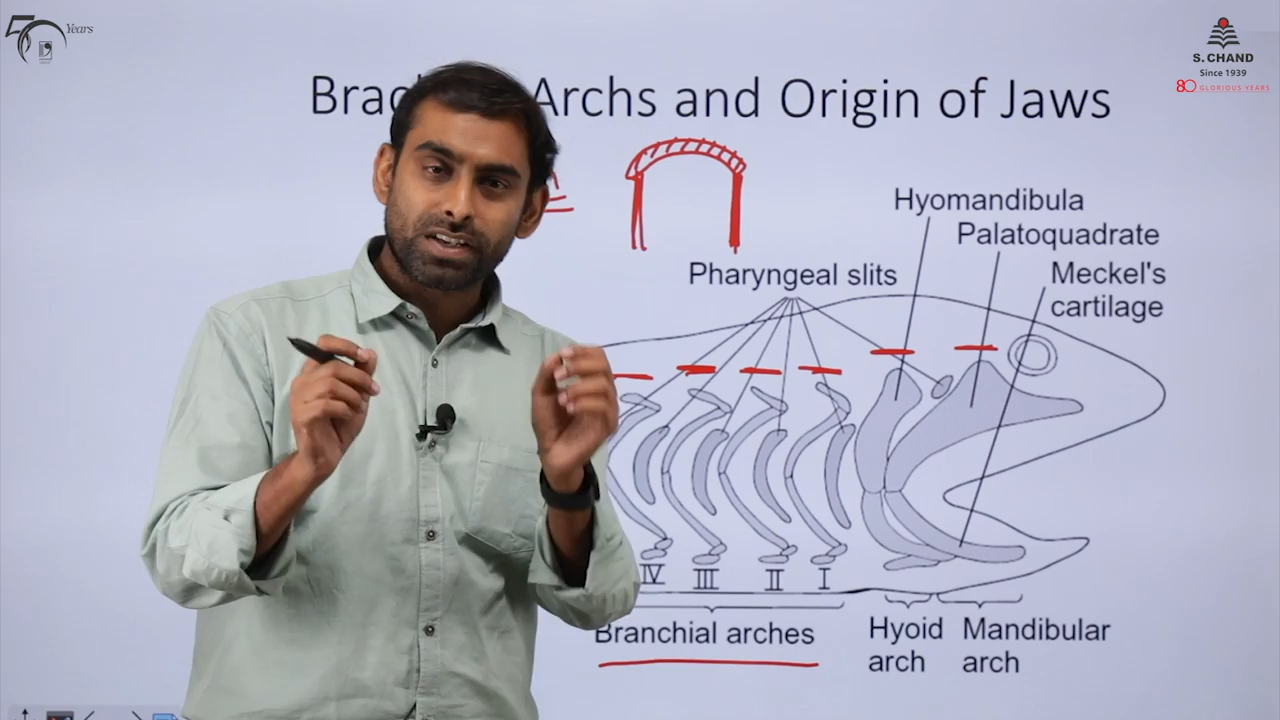 50 Years
S. CHAND
Since 1939
80 GLORIOUS YEARS
Archs and Origin of Jaws
Hyomandibula
Palatoquadrate
Pharyngeal slits
Meckel's
cartilage
IV III II I
Branchial arches
Hyoid
arch
Mandibular
arch